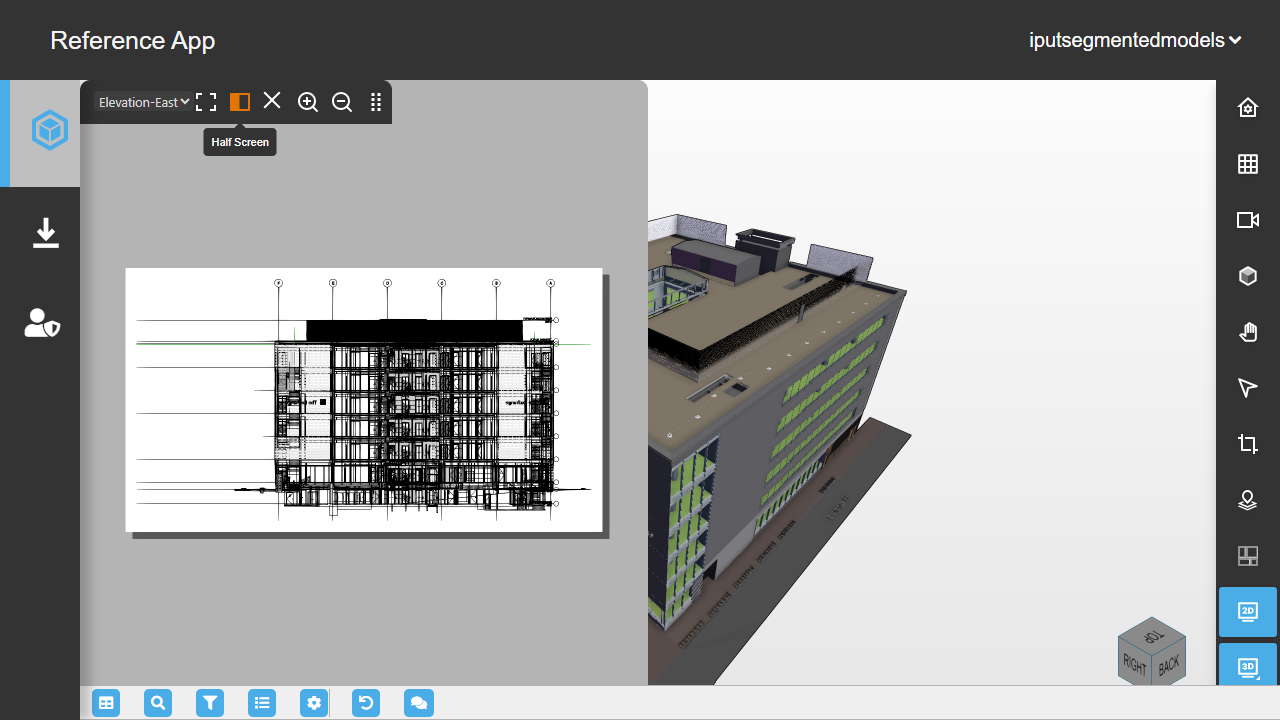 Reference App
iputsegmentedmodels
Elevation-East
Half Screen
F E D C B A
TOP
RIGHT
BACK
2D
3D